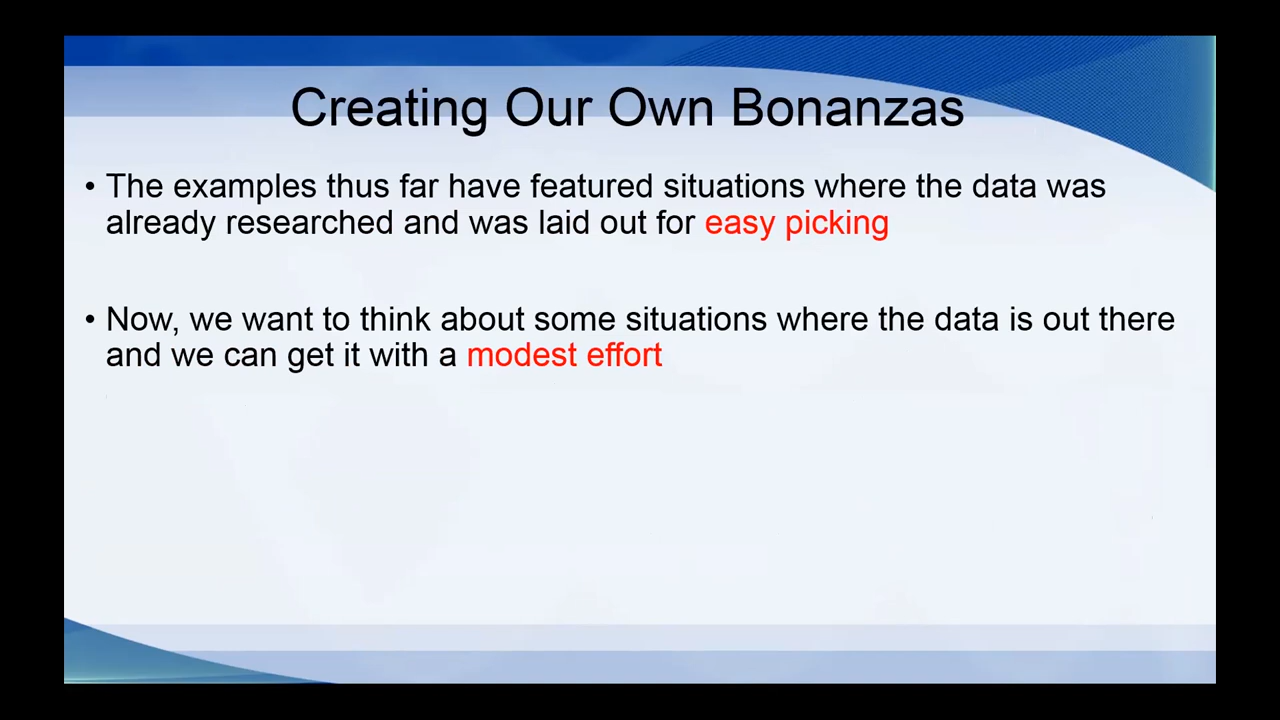 Creating Our Own Bonanzas
• The examples thus far have featured situations where the data was
already researched and was laid out for easy picking
• Now, we want to think about some situations where the data is out there
and we can get it with a modest effort